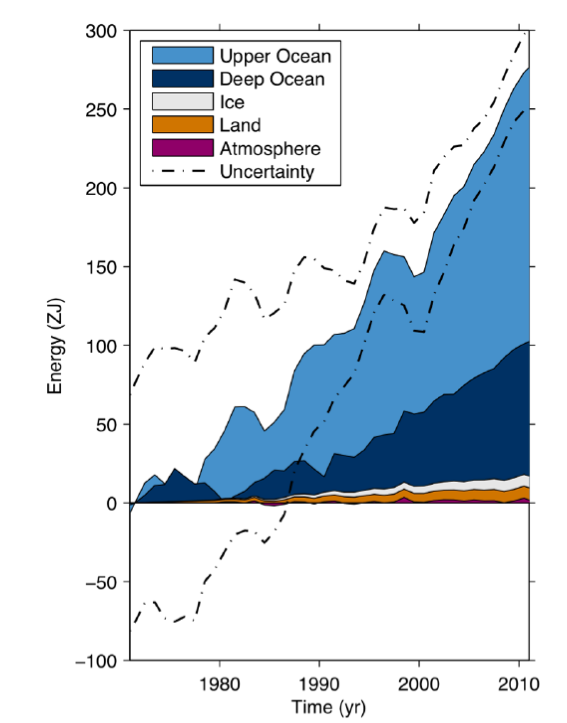 300
250
200
150
100
50
0
−50
−100
Energy (ZJ)
Upper Ocean
Deep Ocean
Ice
Land
Atmosphere
Uncertainty
1980
1990
2000
2010
Time (yr)